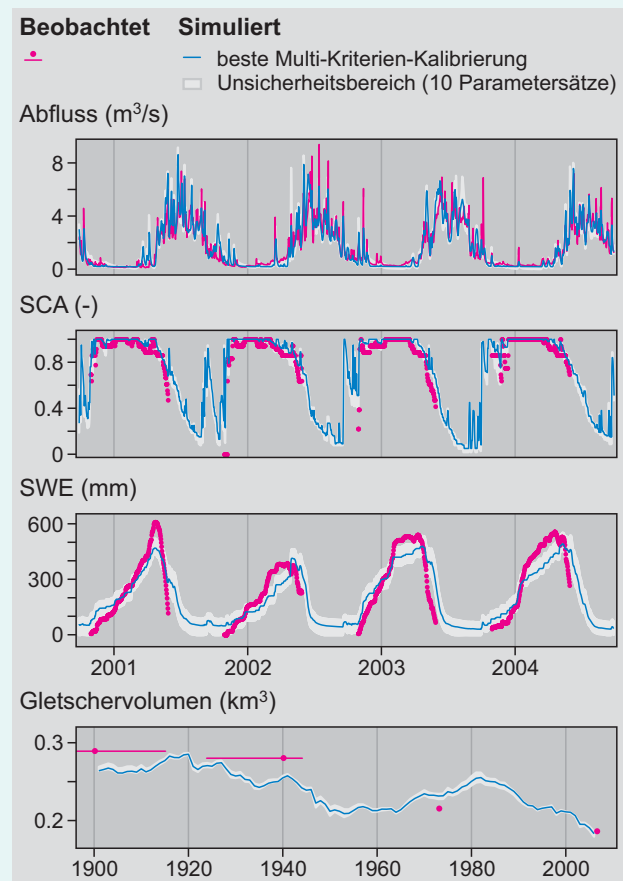 Beobachtet Simuliert
beste Multi-Kriterien-Kalibrierung
Unsicherheitsbereich (10 Parametersätze)
Abfluss (m³/s)
8
4
0
SCA (-)
0.8
0.4
0
SWE (mm)
600
300
0
2001 2002 2003 2004
Gletschervolumen (km³)
0.3
0.2
1900 1920 1940 1960 1980 2000